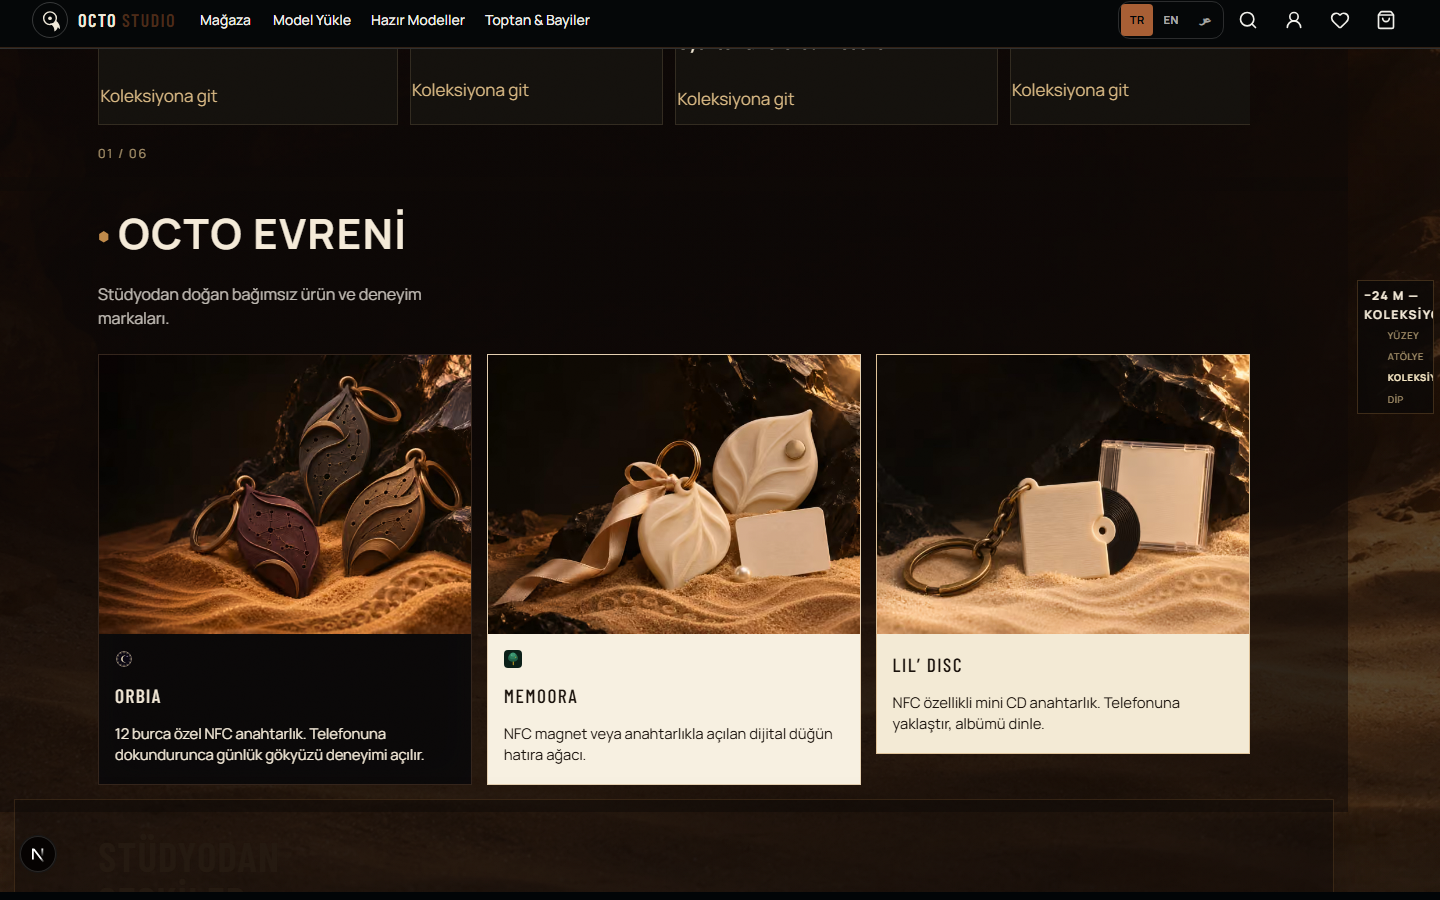 OCTO STUDIO
Mağaza
Model Yükle
Hazır Modeller
Toptan & Bayiler
TR
EN
Koleksiyona git
Koleksiyona git
Koleksiyona git
Koleksiyona git
01 / 06
OCTO EVRENİ
Stüdyodan doğan bağımsız ürün ve deneyim
markaları.
−24 M —
YÜZEY
ATÖLYE
DİP
ORBIA
12 burca özel NFC anahtarlık. Telefonuna
dokundurunca günlük gökyüzü deneyimi açılır.
MEMOORA
NFC magnet veya anahtarlıkla açılan dijital düğün
hatıra ağacı.
LIL’ DISC
NFC özellikli mini CD anahtarlık. Telefonuna
yaklaştır, albümü dinle.
STÜDYODAN
N